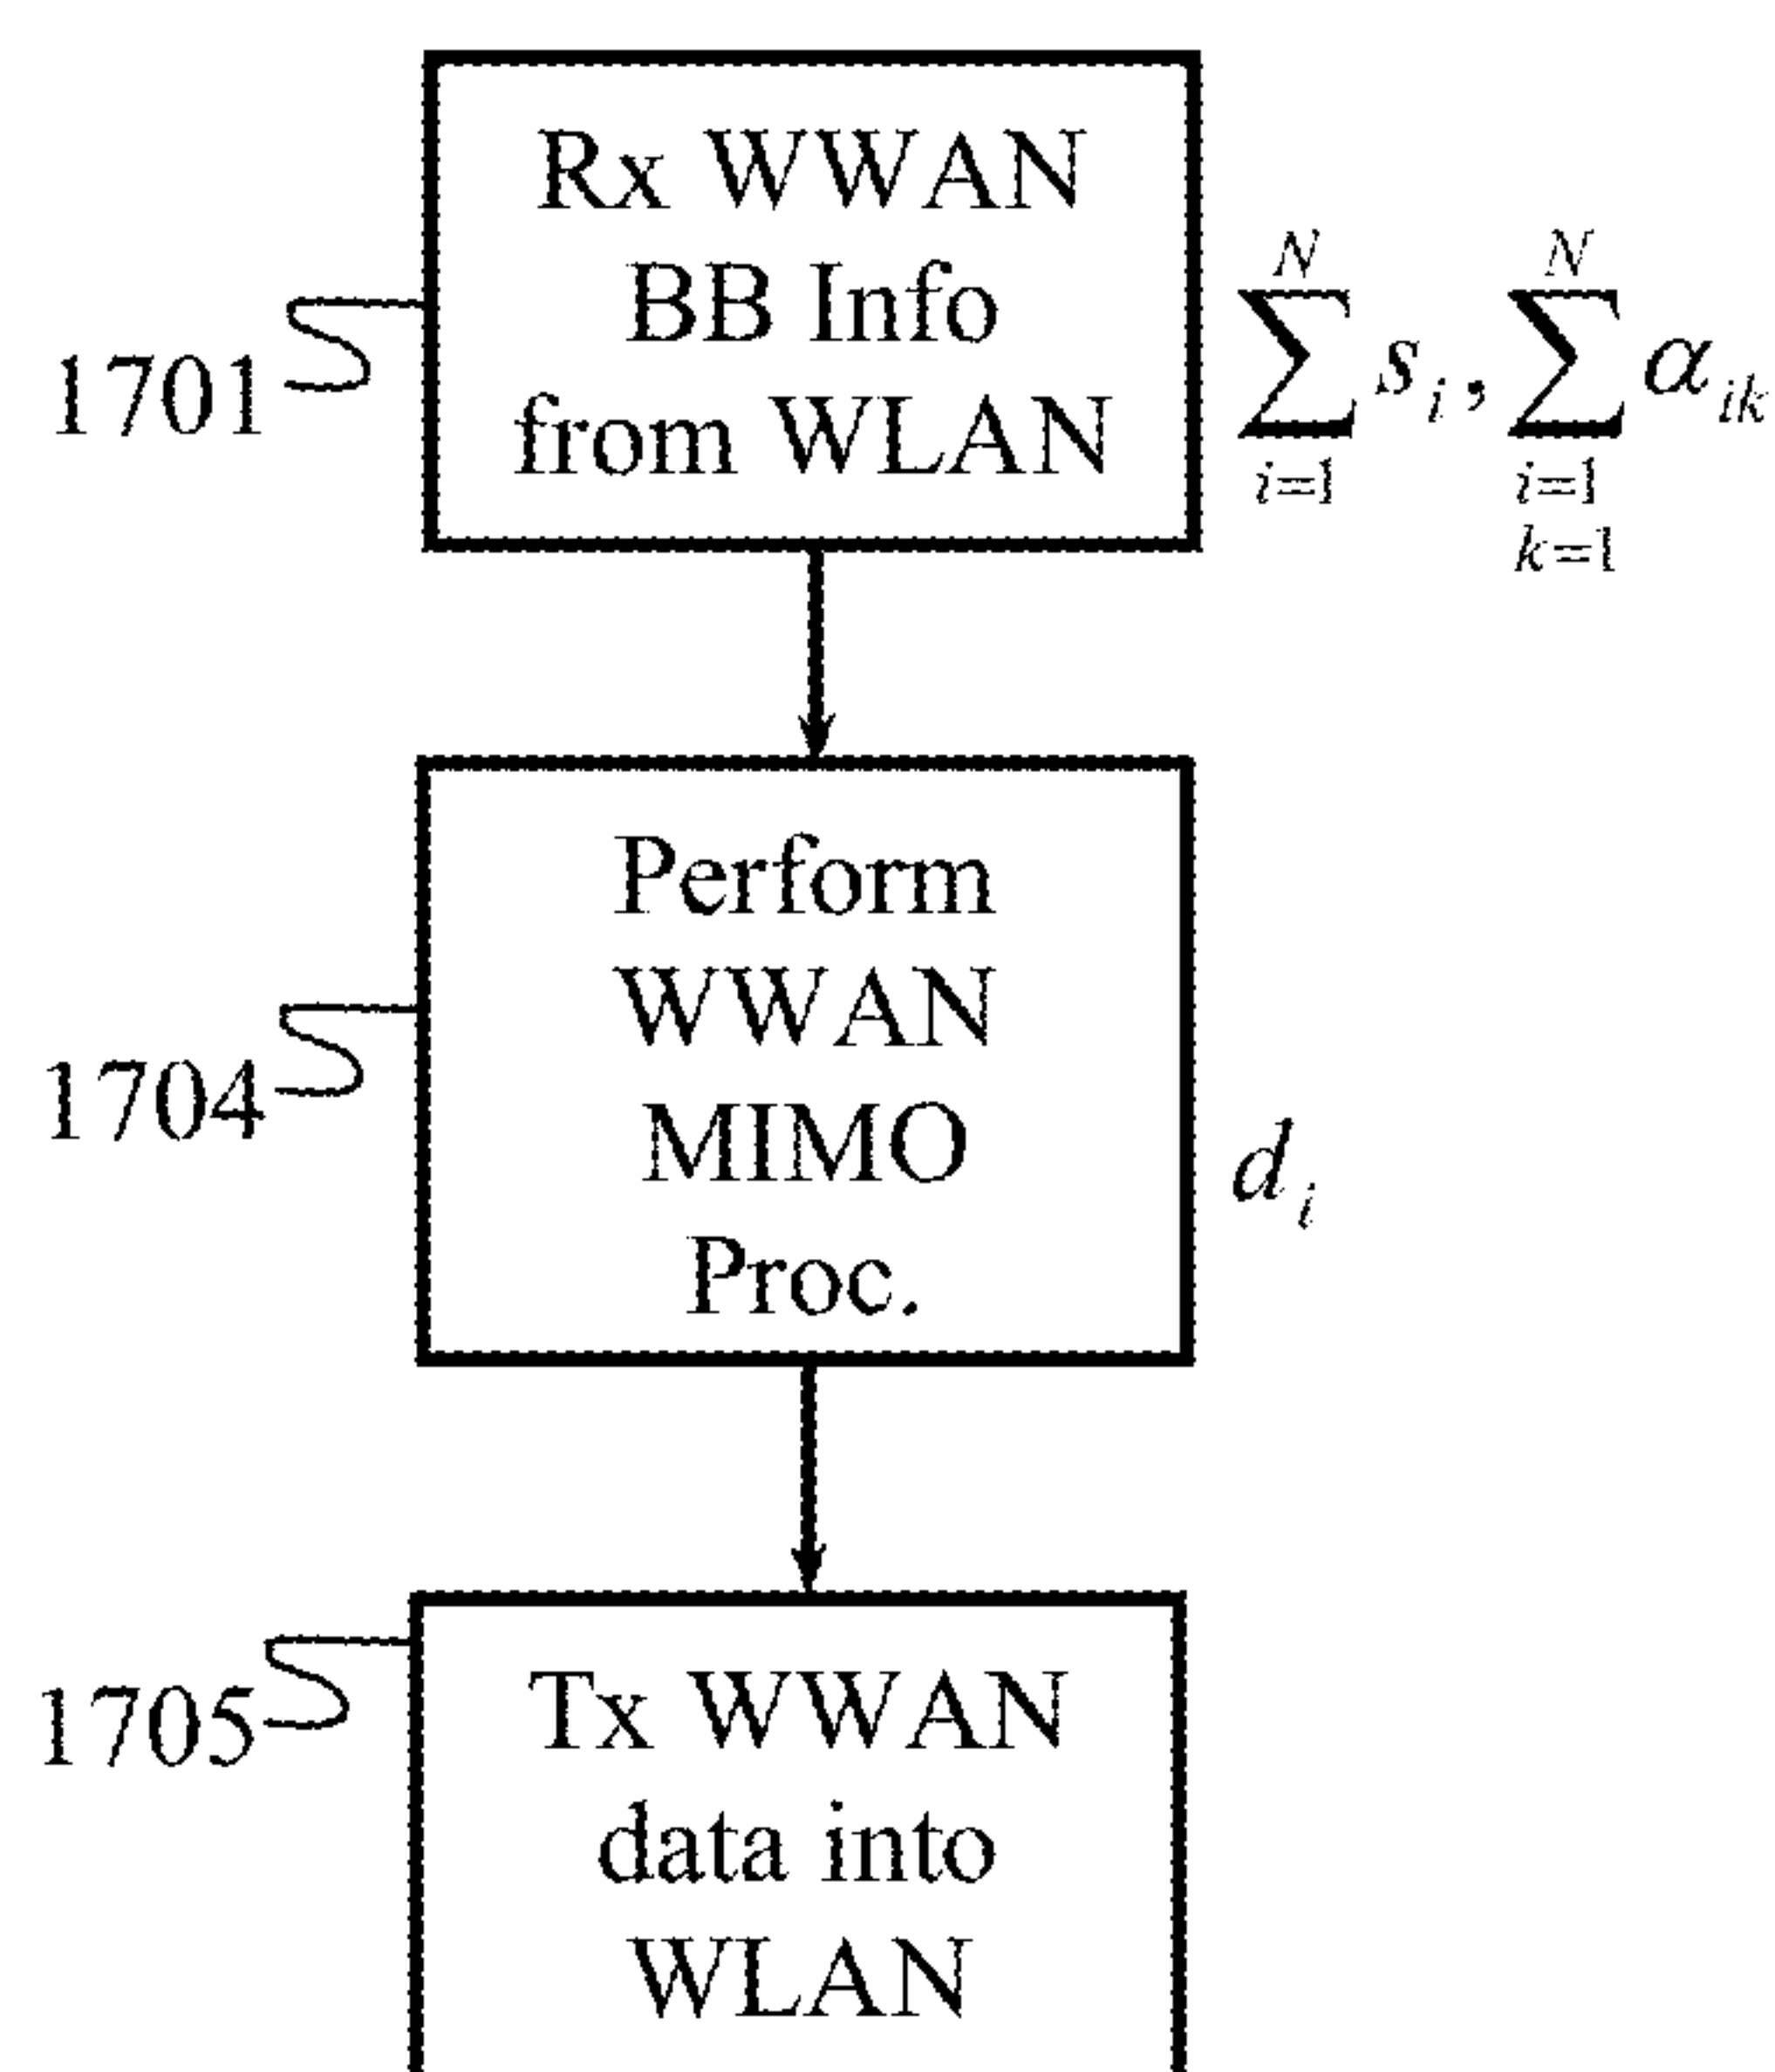 Rx WWAN
BB Info
from WLAN
1701
N N
∑ s_i, ∑ α_ik
i=1 i=1
k=1
Perform
WWAN
MIMO
Proc.
1704
d_i
Tx WWAN
data into
WLAN
1705